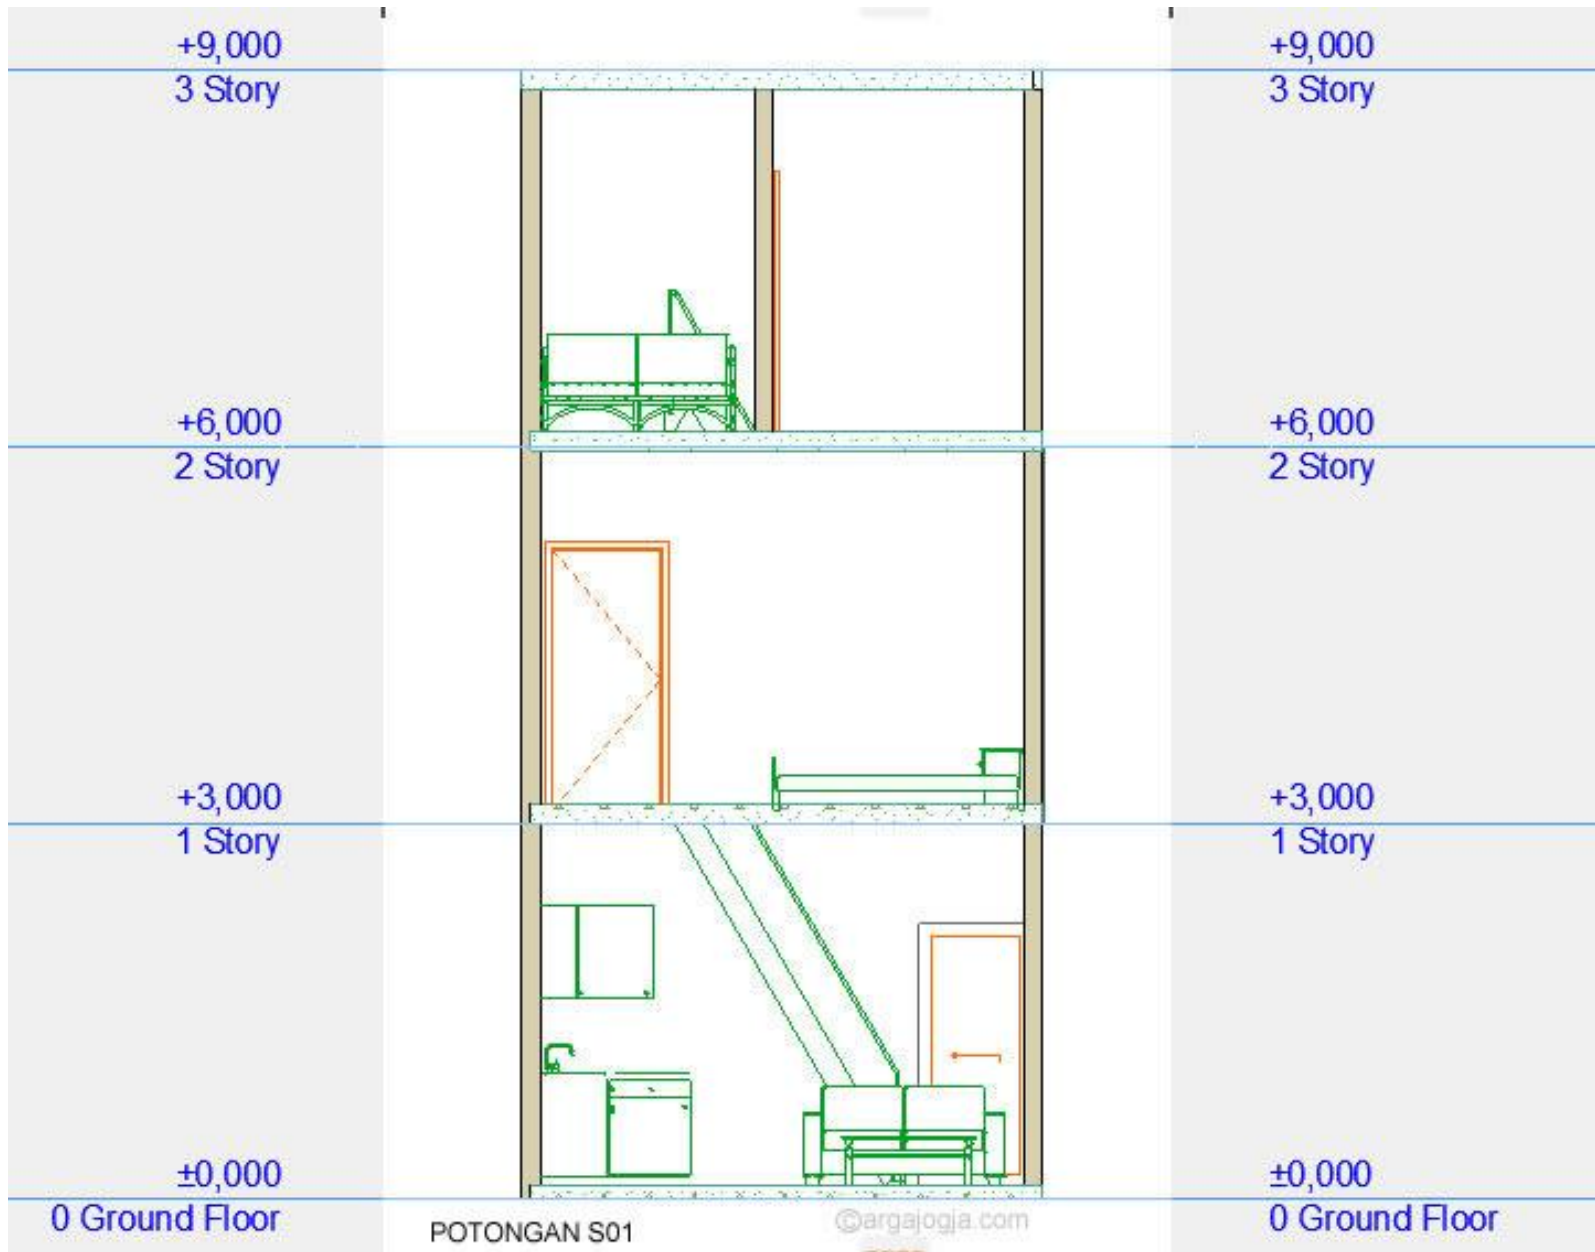 +9,000 +9,000
3 Story 3 Story
+6,000 +6,000
2 Story 2 Story
+3,000 +3,000
1 Story 1 Story
±0,000 ±0,000
0 Ground Floor 0 Ground Floor
POTONGAN S01 ©argajogja.com